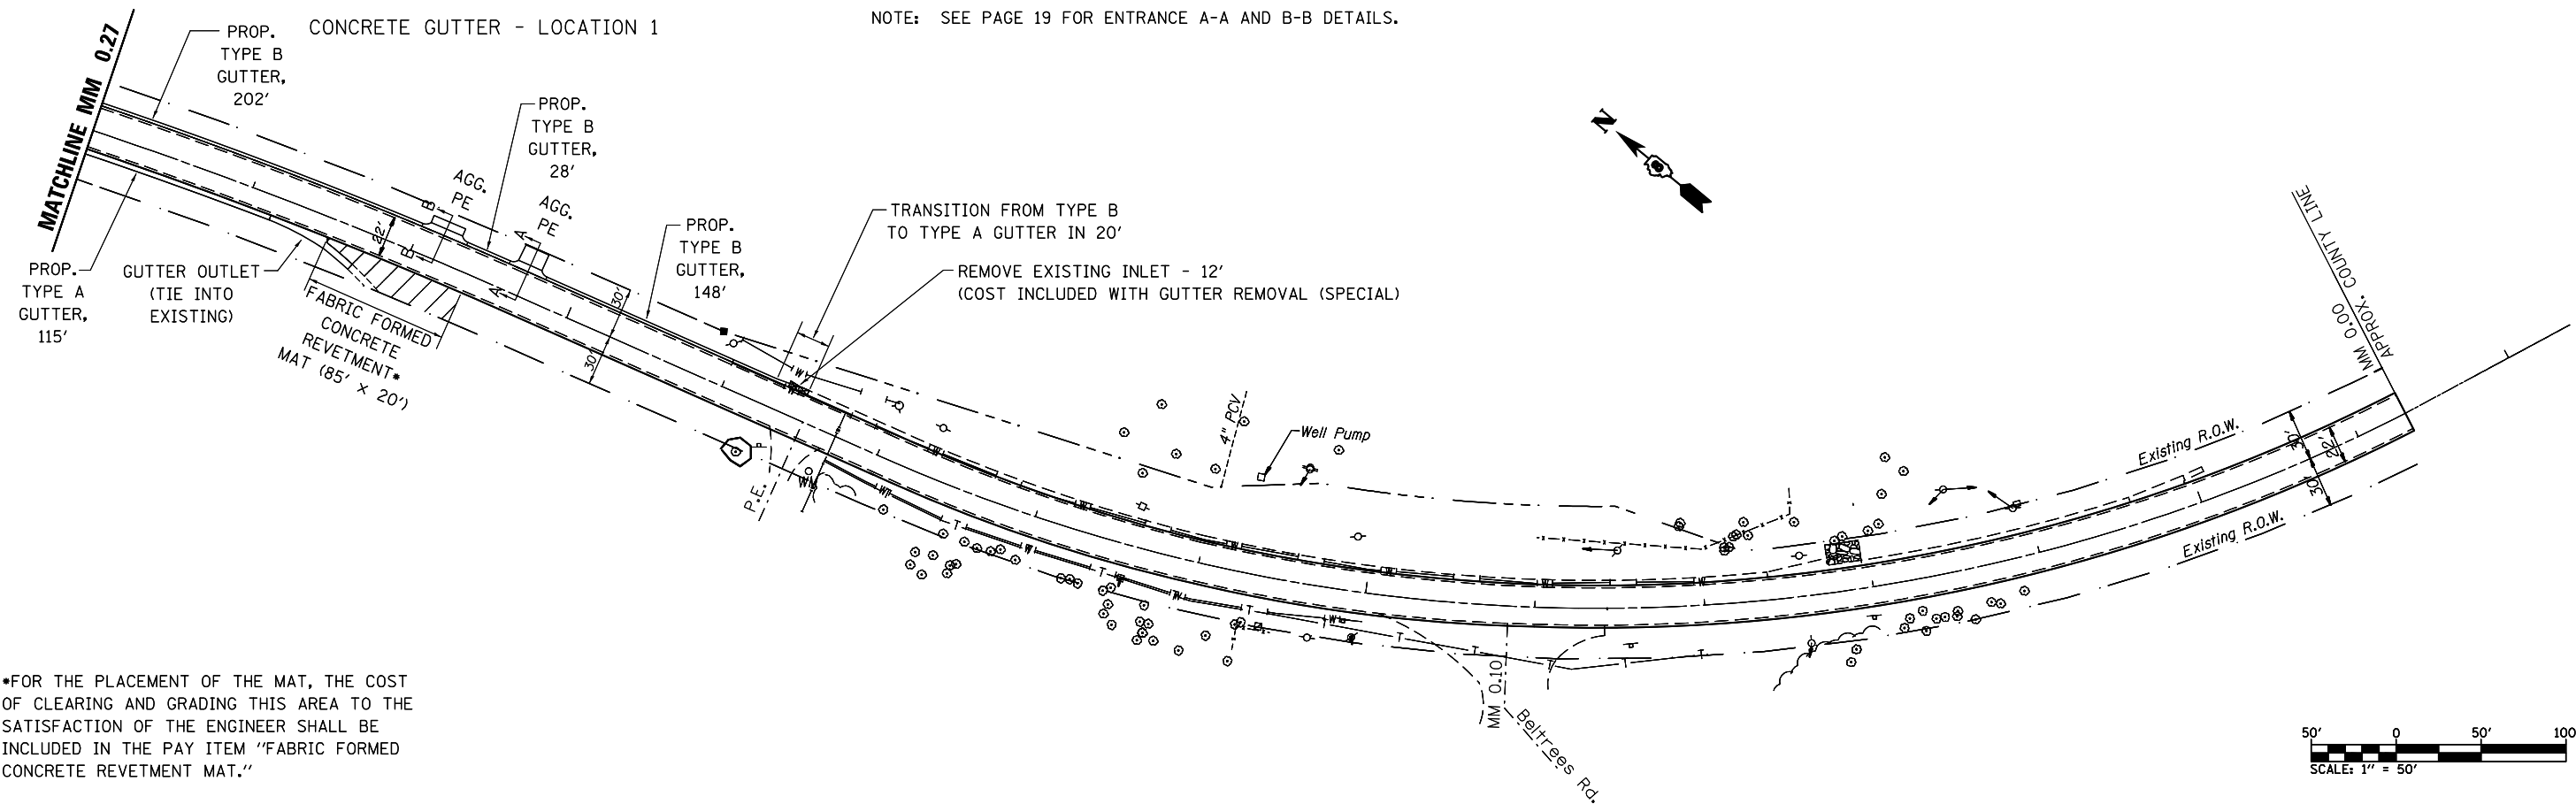 CONCRETE GUTTER - LOCATION 1
NOTE: SEE PAGE 19 FOR ENTRANCE A-A AND B-B DETAILS.
MATCHLINE MM 0.27
PROP.
TYPE B
GUTTER,
202'
PROP.
TYPE B
GUTTER,
28'
AGG.
PE
AGG.
PE
B
B
A
A
22'
PROP.
TYPE B
GUTTER,
148'
TRANSITION FROM TYPE B
TO TYPE A GUTTER IN 20'
REMOVE EXISTING INLET - 12'
(COST INCLUDED WITH GUTTER REMOVAL (SPECIAL)
N
8
PROP.
TYPE A
GUTTER,
115'
GUTTER OUTLET
(TIE INTO
EXISTING)
FABRIC FORMED
CONCRETE
REVETMENT*
MAT (85' X 20')
30'
30'
P.E.
WM
4" PCV
Well Pump
APPROX. COUNTY LINE
MM 0.00
Existing R.O.W.
Existing R.O.W.
30'
22'
30'
W
W
W
W
W
W
W
W
W
W
W
W
W
T
T
T
T
T
T
MM 0.10
Beltrees Rd.
*FOR THE PLACEMENT OF THE MAT, THE COST
OF CLEARING AND GRADING THIS AREA TO THE
SATISFACTION OF THE ENGINEER SHALL BE
INCLUDED IN THE PAY ITEM "FABRIC FORMED
CONCRETE REVETMENT MAT."
50' 0 50' 100
SCALE: 1" = 50'